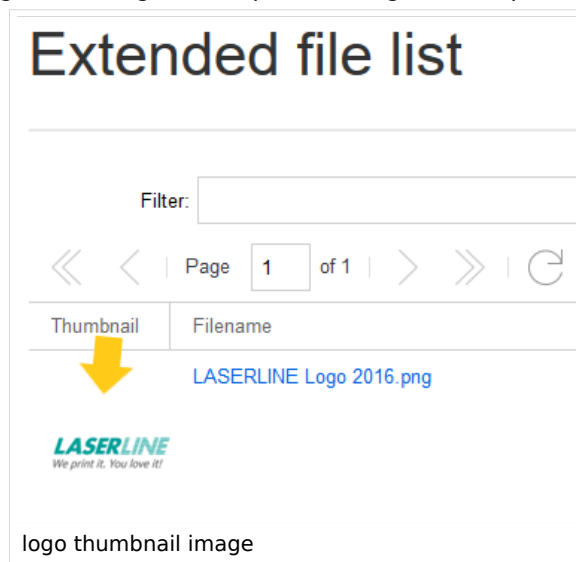 Extended file list
Filter:
Page 1 of 1
Thumbnail Filename
LASERLINE Logo 2016.png
LASERLINE
We print it. You love it!
logo thumbnail image